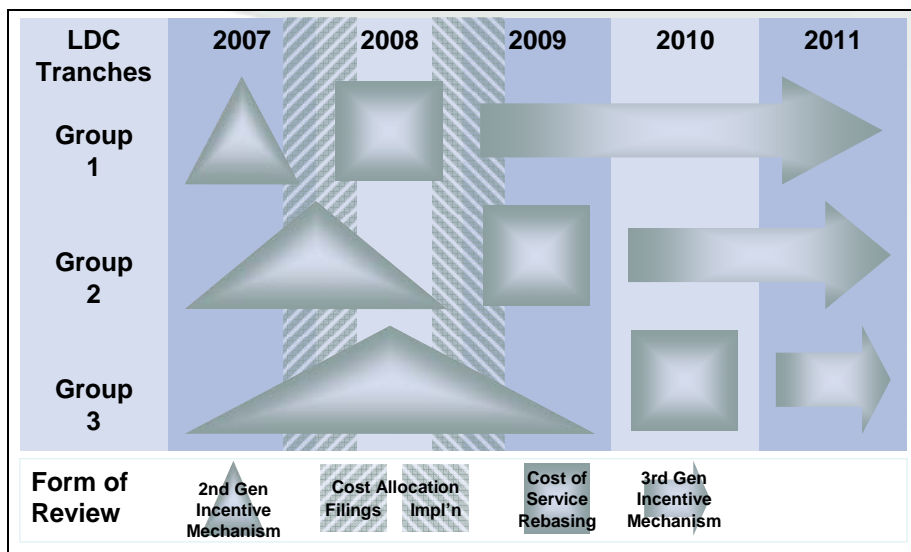 LDC Tranches
2007 2008 2009 2010 2011
Group 1
Group 2
Group 3
Form of Review
2nd Gen Incentive Mechanism
Cost Allocation
Filings Impl'n
Cost of Service Rebasing
3rd Gen Incentive Mechanism